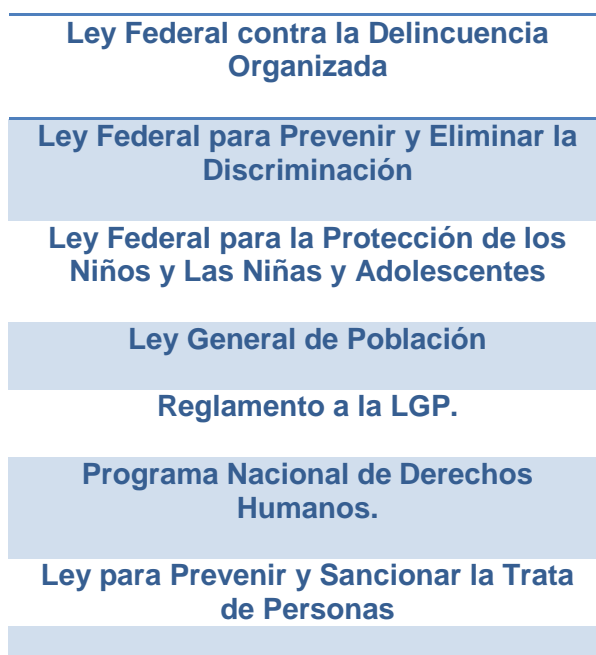 Ley Federal contra la Delincuencia
Organizada
Ley Federal para Prevenir y Eliminar la
Discriminación
Ley Federal para la Protección de los
Niños y Las Niñas y Adolescentes
Ley General de Población
Reglamento a la LGP.
Programa Nacional de Derechos
Humanos.
Ley para Prevenir y Sancionar la Trata
de Personas